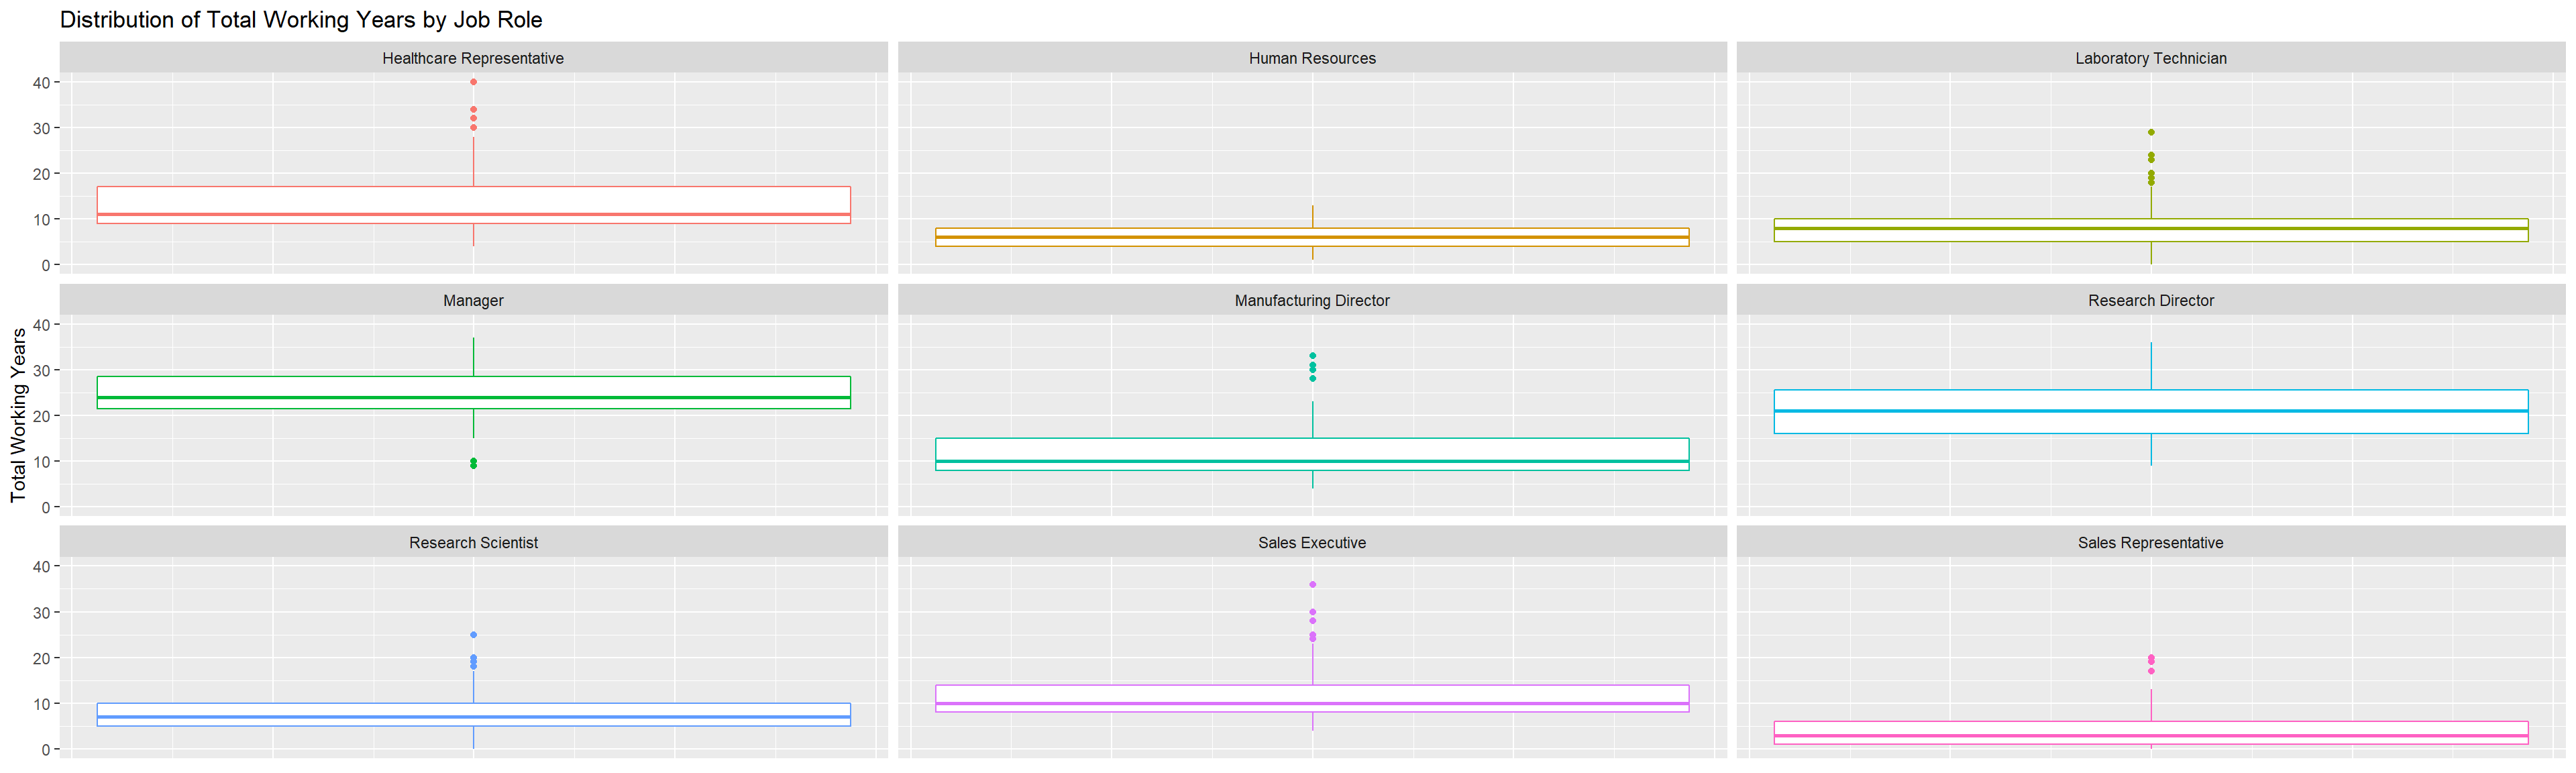 Distribution of Total Working Years by Job Role
Healthcare Representative
Human Resources
Laboratory Technician
40
30
20
10
0
Manager
Manufacturing Director
Research Director
Total Working Years
40
30
20
10
0
Research Scientist
Sales Executive
Sales Representative
40
30
20
10
0